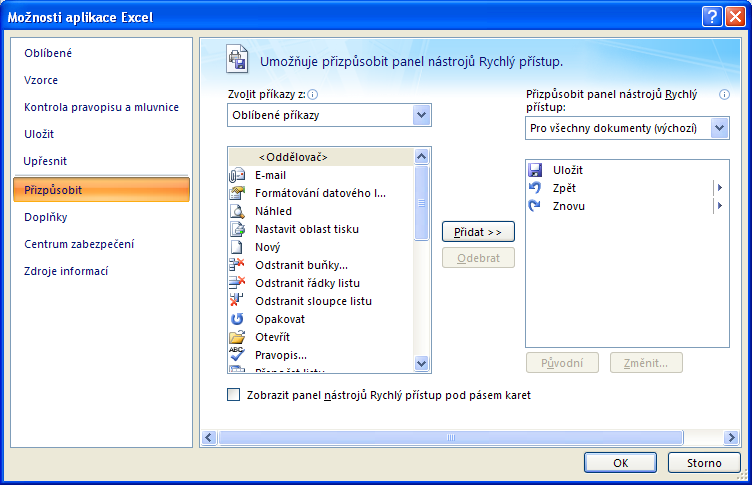 Možnosti aplikace Excel
Oblíbené
Vzorce
Kontrola pravopisu a mluvnice
Uložit
Upřesnit
Přizpůsobit
Doplňky
Centrum zabezpečení
Zdroje informací
Umožňuje přizpůsobit panel nástrojů Rychlý přístup.
Zvolit příkazy z:
Oblíbené příkazy
<Oddělovač>
E-mail
Formátování datového l...
Náhled
Nastavit oblast tisku
Nový
Odstranit buňky...
Odstranit řádky listu
Odstranit sloupce listu
Opakovat
Otevřít
Pravopis...
Přepočet listu
Přidat >>
Odebrat
Přizpůsobit panel nástrojů Rychlý
přístup:
Pro všechny dokumenty (výchozí)
Uložit
Zpět
Znovu
Původní
Změnit...
Zobrazit panel nástrojů Rychlý přístup pod pásem karet
OK
Storno